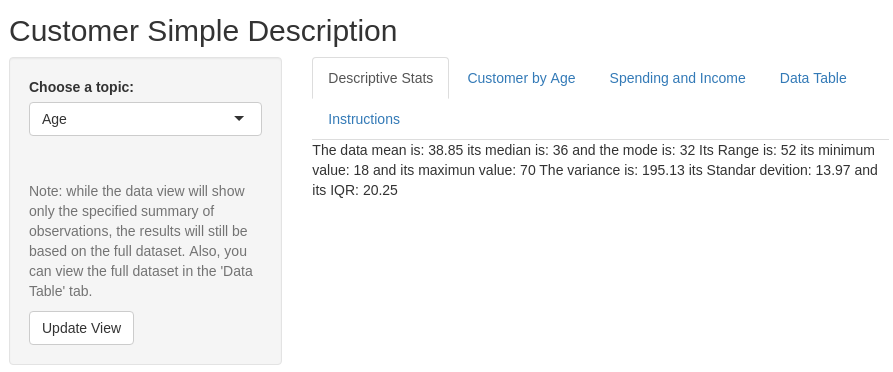 Customer Simple Description
Choose a topic:
Age
Note: while the data view will show
only the specified summary of
observations, the results will still be
based on the full dataset. Also, you
can view the full dataset in the 'Data
Table' tab.
Update View
Descriptive Stats Customer by Age Spending and Income Data Table
Instructions
The data mean is: 38.85 its median is: 36 and the mode is: 32 Its Range is: 52 its minimum
value: 18 and its maximun value: 70 The variance is: 195.13 its Standar devition: 13.97 and
its IQR: 20.25